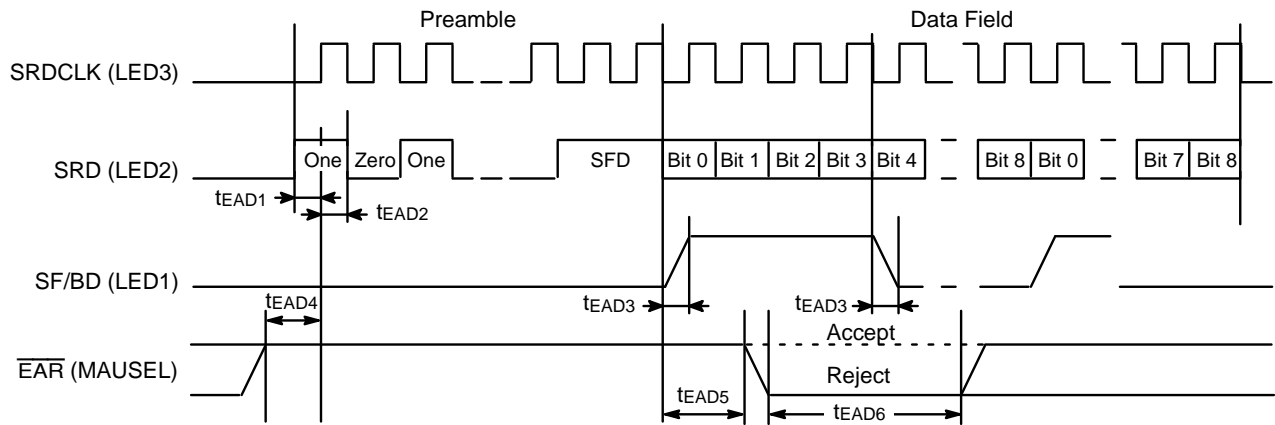 Preamble Data Field
SRDCLK (LED3)
SRD (LED2) One Zero One SFD Bit 0 Bit 1 Bit 2 Bit 3 Bit 4 Bit 8 Bit 0 Bit 7 Bit 8
tEAD1 tEAD2
SF/BD (LED1)
tEAD4 tEAD3 tEAD3
EAR (MAUSEL) Accept
Reject
tEAD5 tEAD6